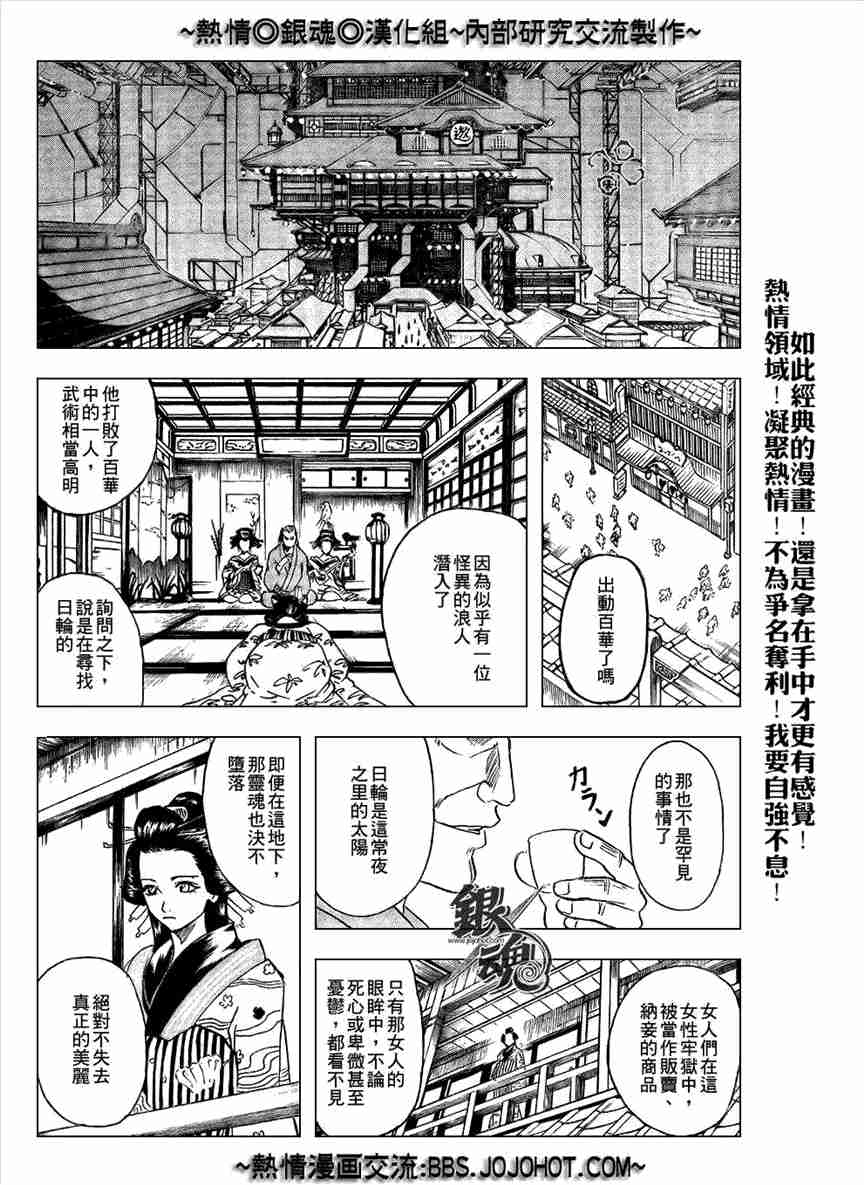 ~熱情◎銀魂◎漢化組~內部研究交流製作~
遊
如此經典的漫畫！還是拿在手中才更有感覺！
熱情領域！凝聚熱情！不為爭名奪利！我要自強不息！
出動百華了嗎
因為似乎有一位
怪異的浪人
潛入了
他打敗了百華
中的一人，
武術相當高明
詢問之下，
說是在尋找
日輪的
那也不是罕見
的事情了
カラン
日輪是這常夜
之里的太陽
即便在這地下，
那靈魂也決不
墮落
絕對不失去
真正的美麗
女人們在這
女性牢獄中，
被當作販賣、
納妾的商品
只有那女人的
眼眸中，不論
死心或卑微甚至
憂鬱，都看不見
銀魂
www.jojohot.com
~熱情漫画交流:BBS.JOJOHOT.COM~